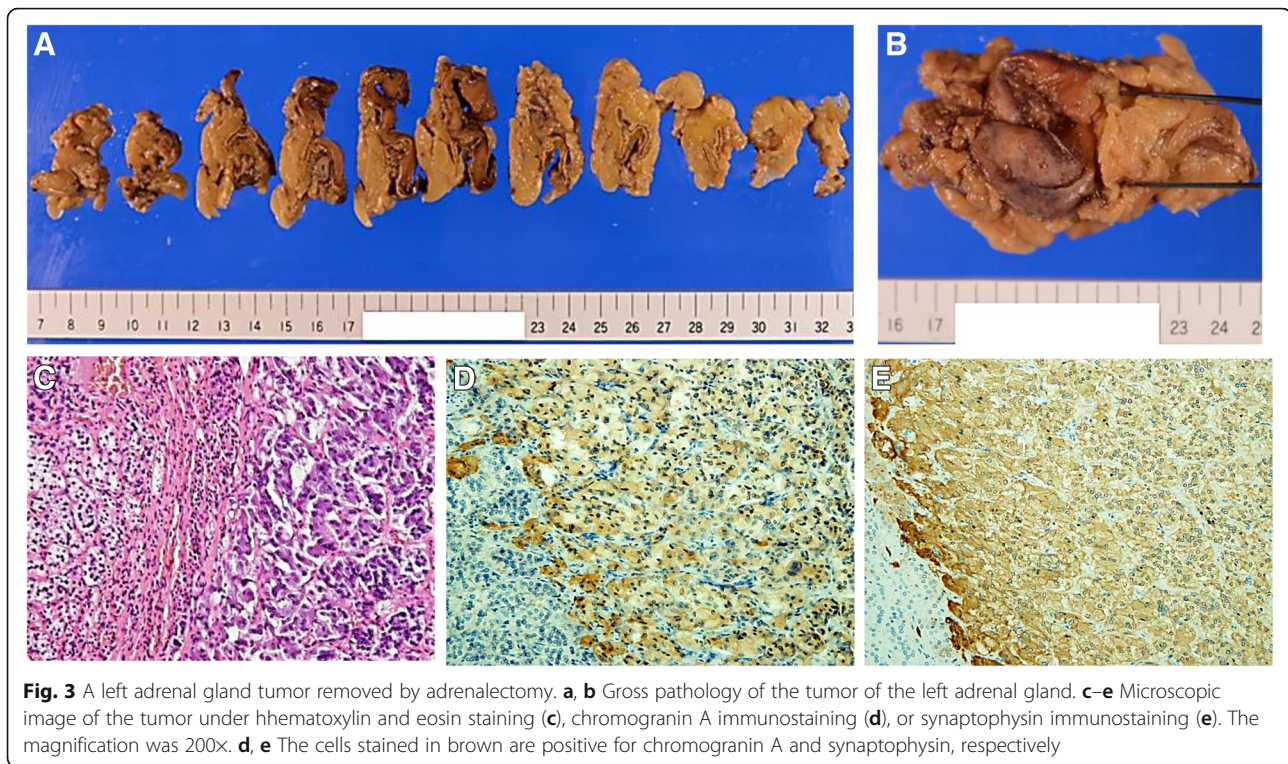 A
B
7 8 9 10 11 12 13 14 15 16 17 23 24 25 26 27 28 29 30 31 32 3
16 17 23 24 25
C
D
E
Fig. 3 A left adrenal gland tumor removed by adrenalectomy. a, b Gross pathology of the tumor of the left adrenal gland. c–e Microscopic
image of the tumor under hhematoxylin and eosin staining (c), chromogranin A immunostaining (d), or synaptophysin immunostaining (e). The
magnification was 200×. d, e The cells stained in brown are positive for chromogranin A and synaptophysin, respectively